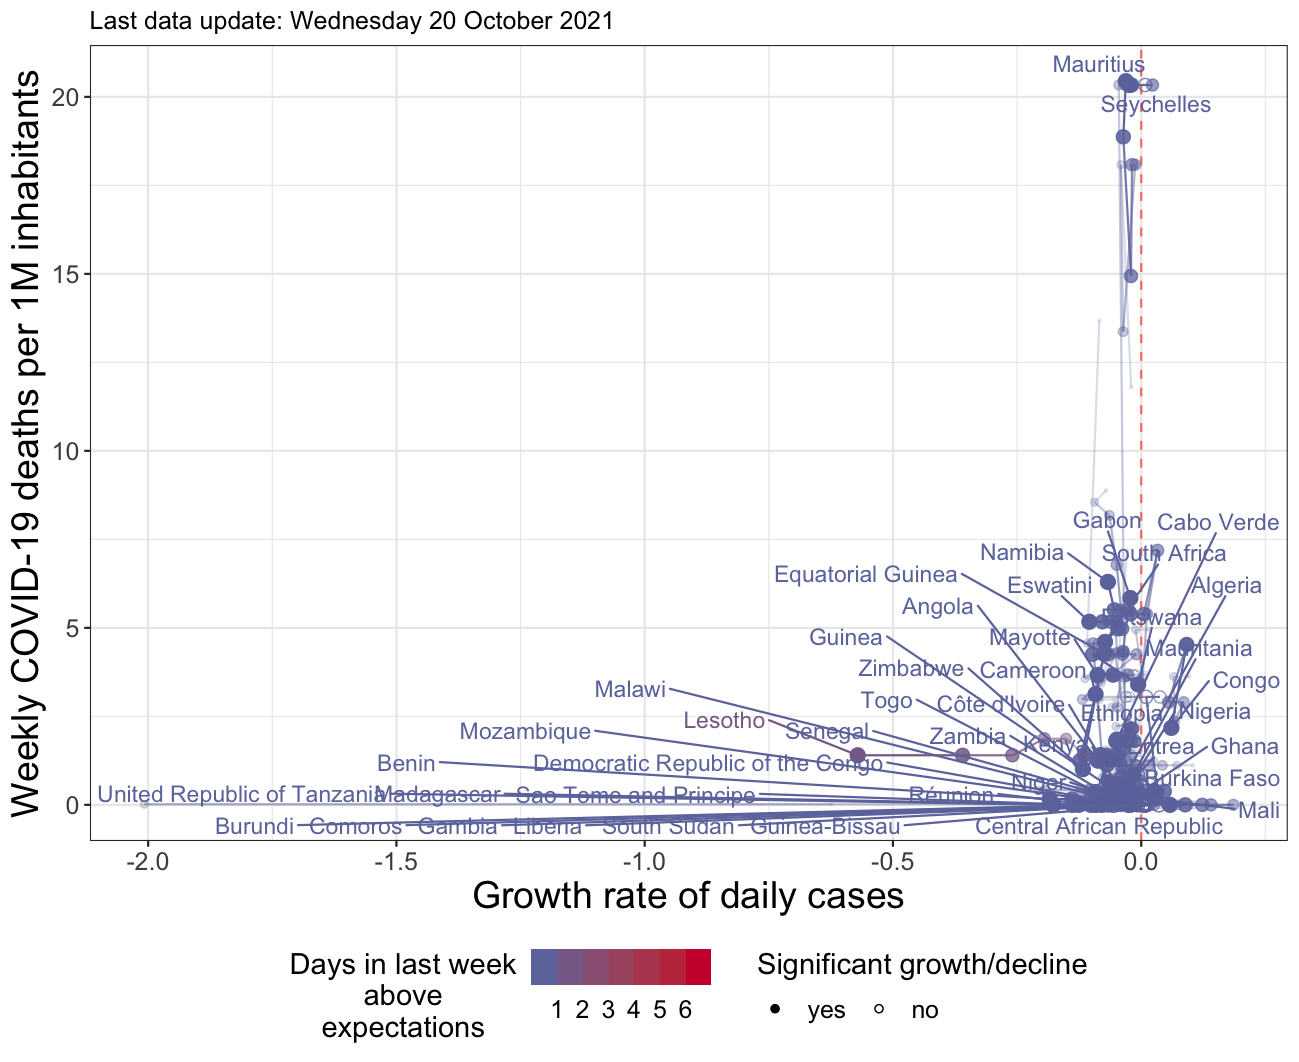 Last data update: Wednesday 20 October 2021
Weekly COVID-19 deaths per 1M inhabitants
20
15
10
5
0
Mauritius
Seychelles
Gabon
Cabo Verde
Namibia
South Africa
Equatorial Guinea
Eswatini
Algeria
Angola
Botswana
Guinea
Mayotte
Mauritania
Zimbabwe
Cameroon
Congo
Malawi
Togo
Côte d'Ivoire
Ethiopia
Nigeria
Lesotho
Mozambique
Senegal
Zambia
Kenya
Eritrea
Ghana
Benin
Democratic Republic of the Congo
Niger
Burkina Faso
United Republic of Tanzania
Madagascar
Sao Tome and Principe
Réunion
Mali
Burundi
Comoros
Gambia
Liberia
South Sudan
Guinea-Bissau
Central African Republic
-2.0
-1.5
-1.0
-0.5
0.0
Growth rate of daily cases
Days in last week
above
expectations
1 2 3 4 5 6
Significant growth/decline
yes
no